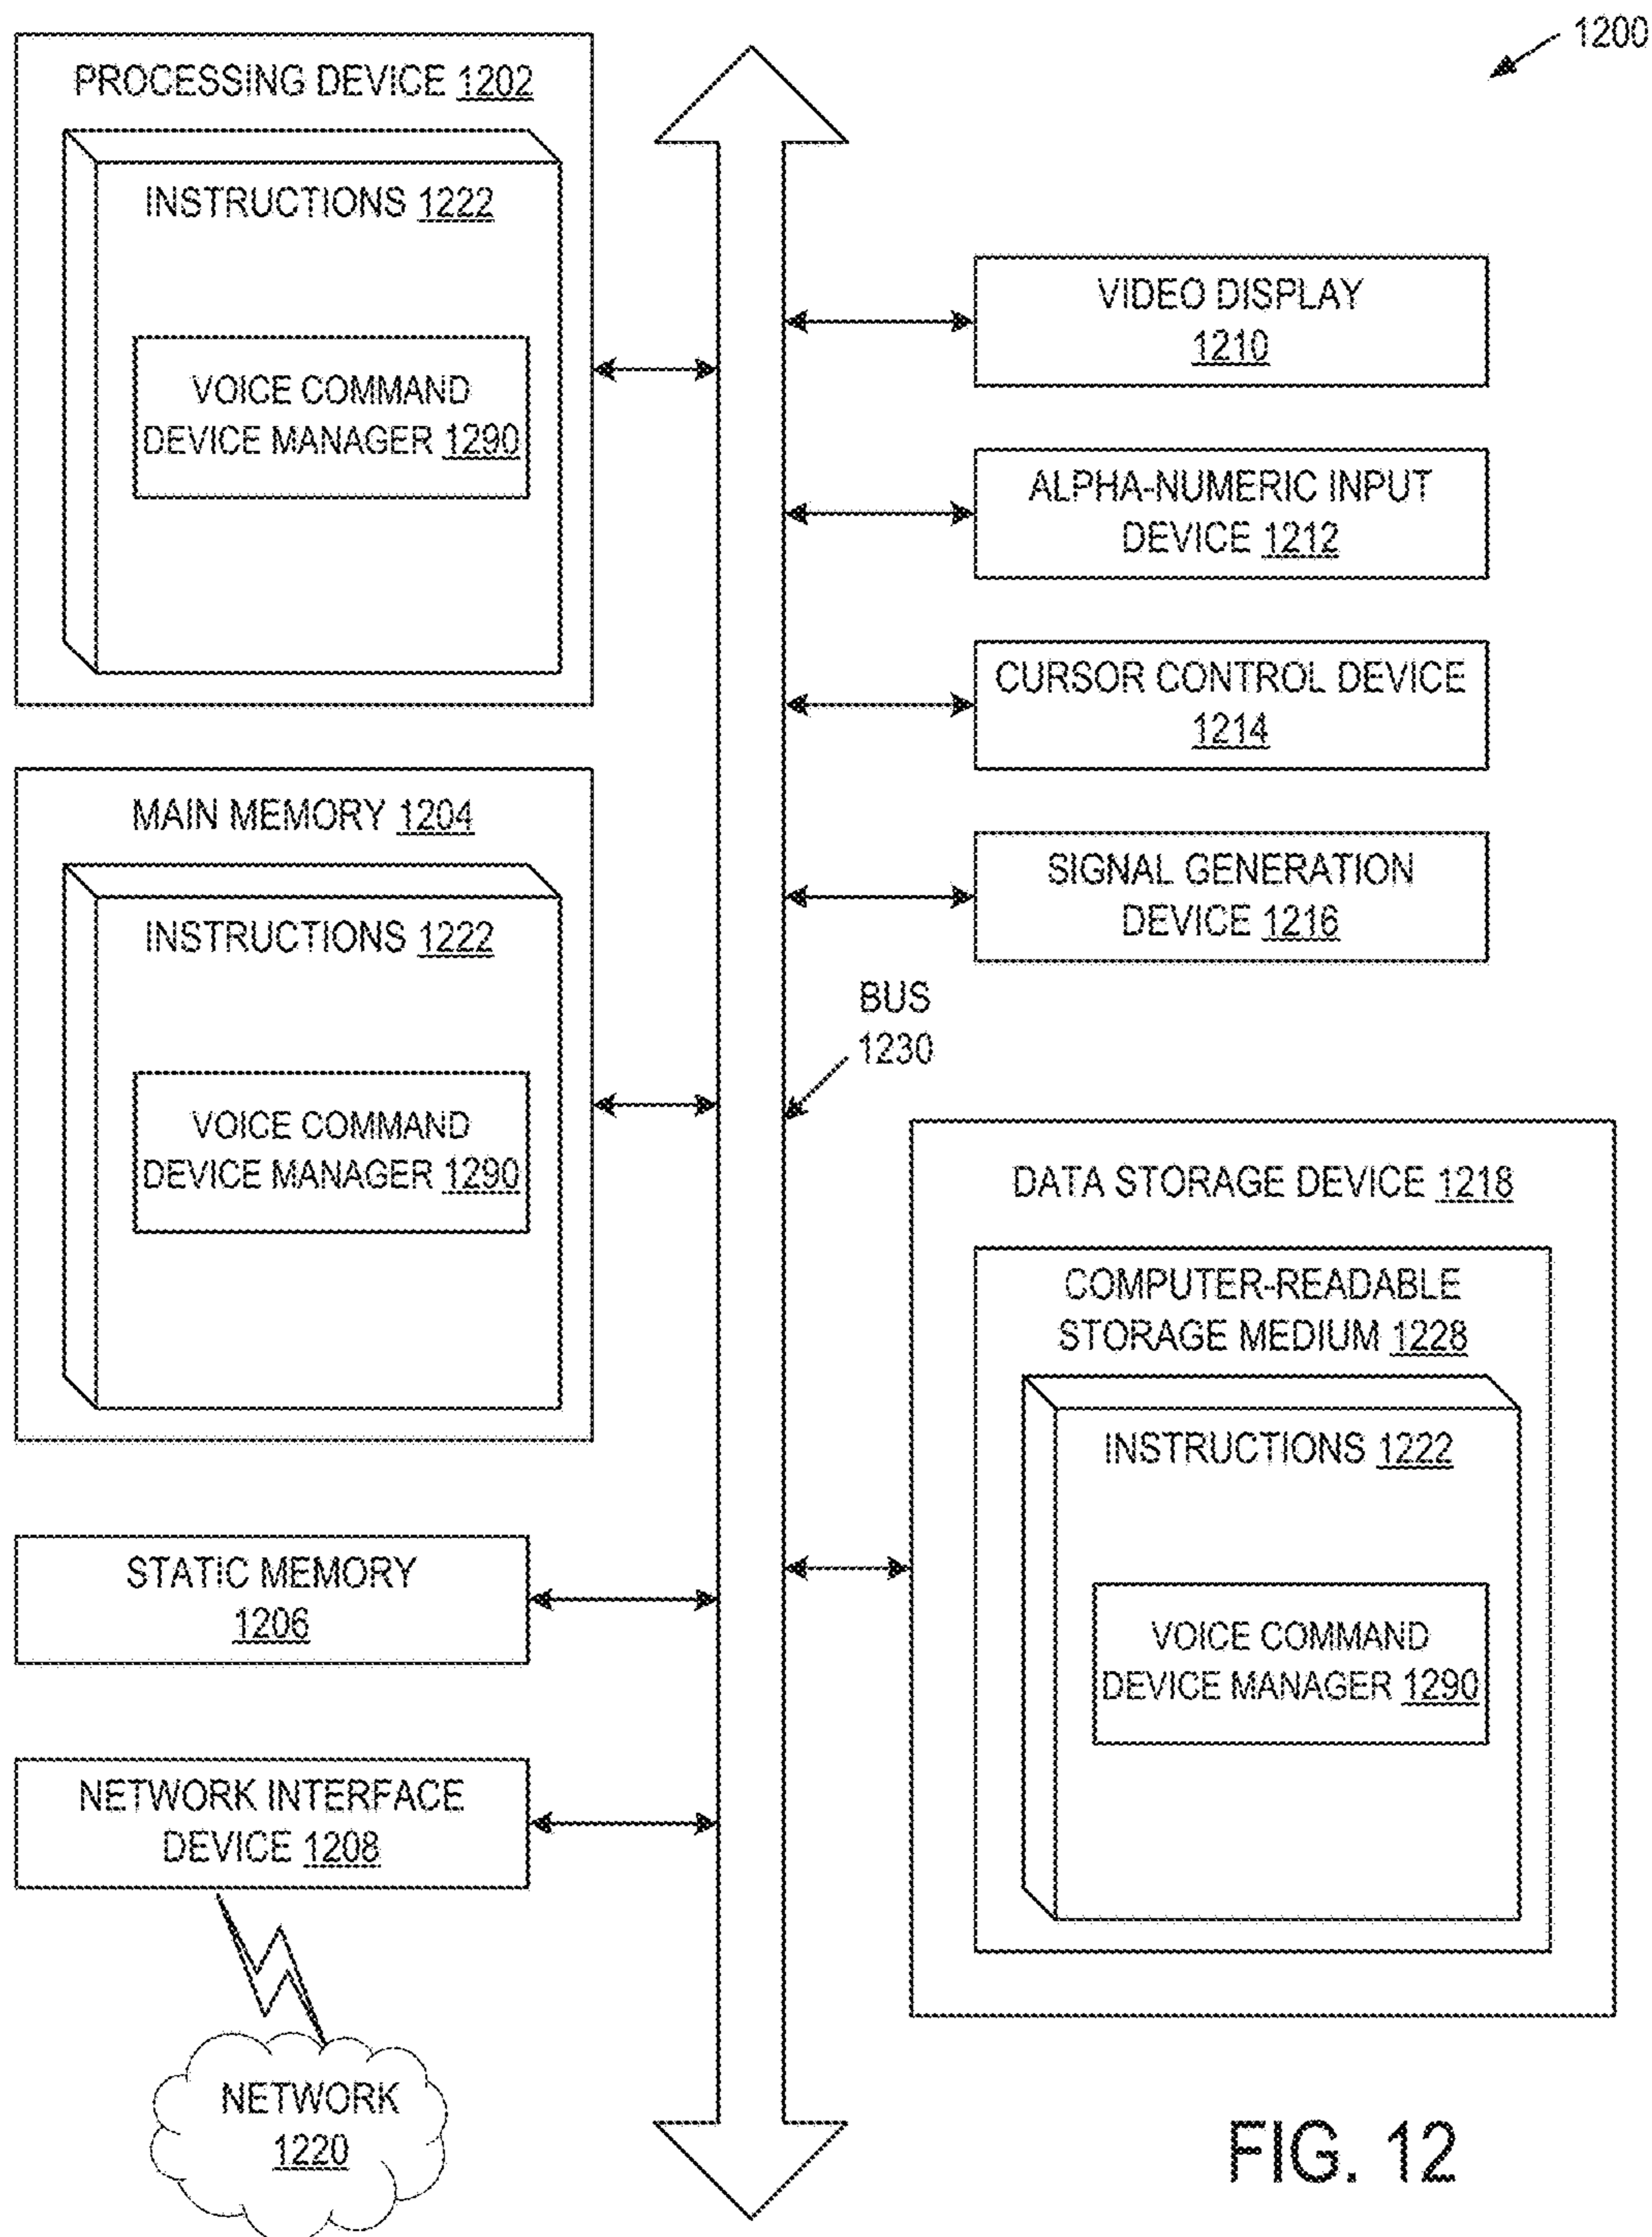 1200
PROCESSING DEVICE 1202
INSTRUCTIONS 1222
VOICE COMMAND
DEVICE MANAGER 1290
MAIN MEMORY 1204
INSTRUCTIONS 1222
VOICE COMMAND
DEVICE MANAGER 1290
STATIC MEMORY
1206
NETWORK INTERFACE
DEVICE 1208
NETWORK
1220
VIDEO DISPLAY
1210
ALPHA-NUMERIC INPUT
DEVICE 1212
CURSOR CONTROL DEVICE
1214
SIGNAL GENERATION
DEVICE 1216
BUS
1230
DATA STORAGE DEVICE 1218
COMPUTER-READABLE
STORAGE MEDIUM 1228
INSTRUCTIONS 1222
VOICE COMMAND
DEVICE MANAGER 1290
FIG. 12